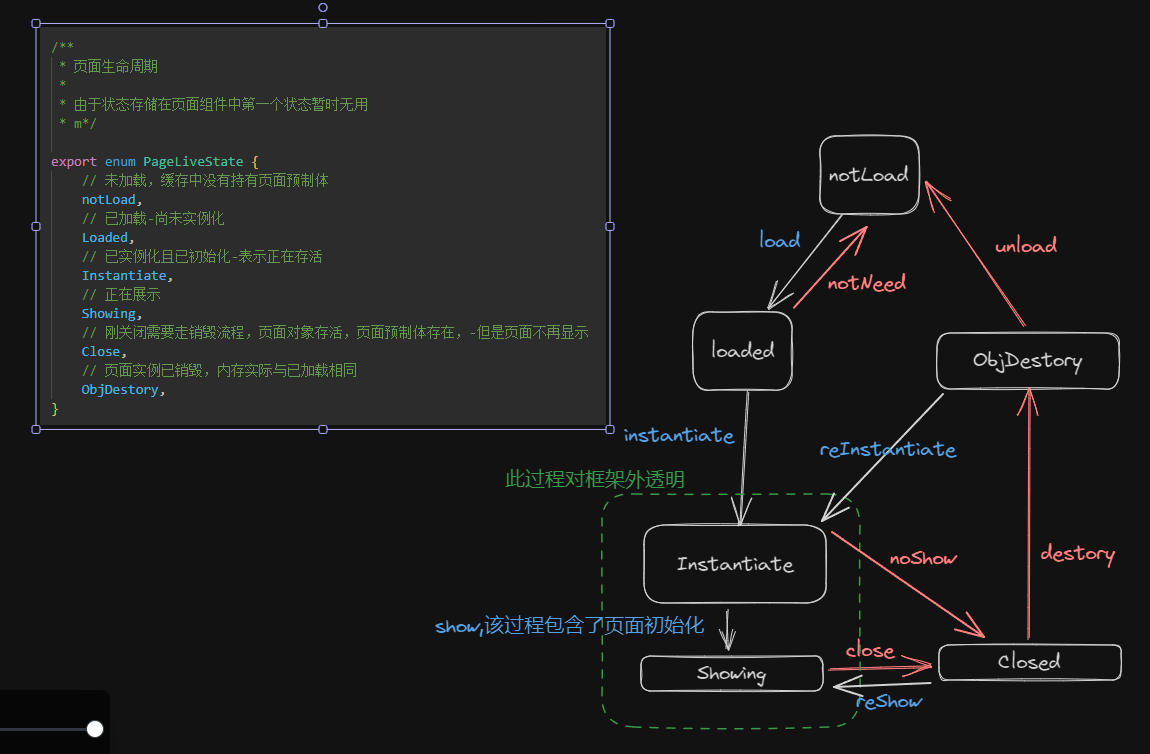 /**
 * 页面生命周期
 *
 * 由于状态存储在页面组件中第一个状态暂时无用
 * m*/
export enum PageLiveState {
    // 未加载，缓存中没有持有页面预制体
    notLoad,
    // 已加载-尚未实例化
    Loaded,
    // 已实例化且已初始化-表示正在存活
    Instantiate,
    // 正在展示
    Showing,
    // 刚关闭需要走销毁流程，页面对象存活，页面预制体存在，-但是页面不再显示
    Close,
    // 页面实例已销毁，内存实际与已加载相同
    ObjDestory,
}
notLoad
load
unload
notNeed
loaded
ObjDestory
instantiate
reInstantiate
此过程对框架外透明
Instantiate
noShow
destory
show,该过程包含了页面初始化
close
Closed
Showing
reShow